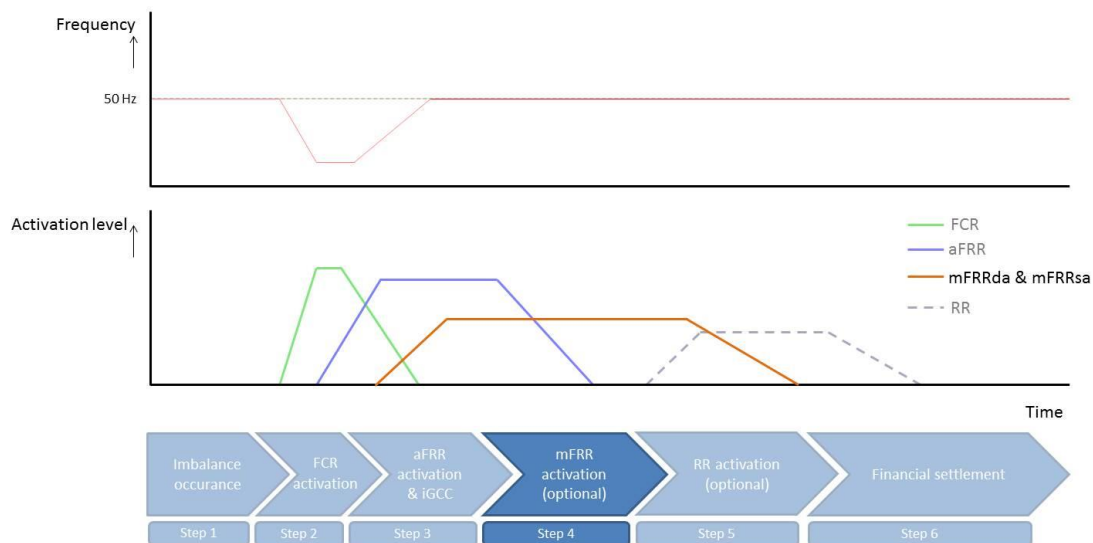 Frequency
50 Hz
Activation level
FCR
aFRR
mFRRda & mFRRsa
RR
Time
Imbalance
occurance
FCR
activation
aFRR
activation
& iGCC
mFRR
activation
(optional)
RR activation
(optional)
Financial settlement
Step 1
Step 2
Step 3
Step 4
Step 5
Step 6